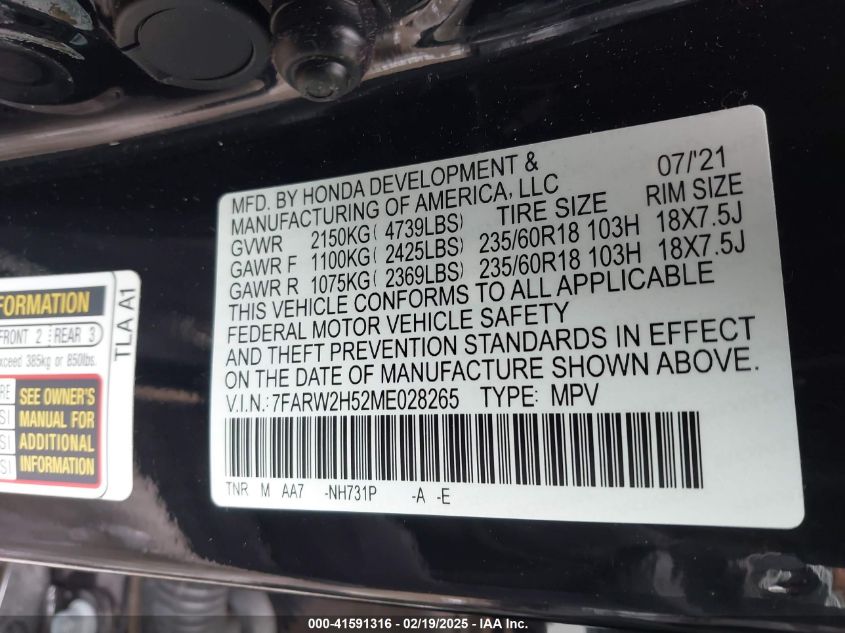 MFD. BY HONDA DEVELOPMENT & 07/'21
MANUFACTURING OF AMERICA, LLC
TIRE SIZE RIM SIZE
GVWR 2150KG( 4739LBS)
GAWR F 1100KG( 2425LBS) 235/60R18 103H 18X7.5J
GAWR R 1075KG( 2369LBS) 235/60R18 103H 18X7.5J
THIS VEHICLE CONFORMS TO ALL APPLICABLE
FEDERAL MOTOR VEHICLE SAFETY
AND THEFT PREVENTION STANDARDS IN EFFECT
ON THE DATE OF MANUFACTURE SHOWN ABOVE.
V.I.N.: 7FARW2H52ME028265 TYPE: MPV
TNR M AA7 -NH731P -A -E
FORMATION
FRONT 2 REAR 3
exceed 385kg or 850lbs.
SEE OWNER'S
MANUAL FOR
ADDITIONAL
INFORMATION
TLA A1
000-41591316 - 02/19/2025 - IAA Inc.